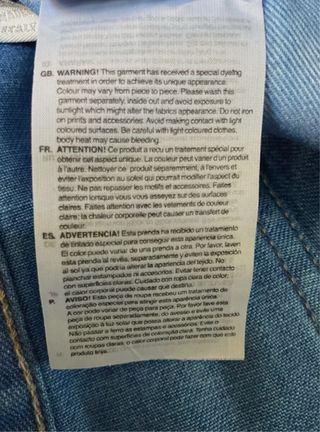 GB. WARNING! This garment has received a special dyeing
treatment in order to achieve its unique appearance.
Colour may vary from piece to piece. Please wash this
garment separately, inside out and avoid exposure to
sunlight which might alter the fabrics appearance. Do not iron
on prints and accessories. Avoid making contact with light
coloured surfaces. Be careful with light coloured clothes,
body heat may cause bleeding.
FR. ATTENTION! Ce produit a reçu un traitement spécial pour
obtenir cet aspect unique. La couleur peut varier d'un produit
à l'autre. Nettoyer ce produit séparément, à l'envers et
éviter l'exposition au soleil qui pourrait modifier l'aspect du
tissu. Ne pas repasser les motifs et accessoires. Faites
attention lorsque vous vous asseyez sur des surfaces
claires. Faites attention avec les vetements de couleur
claire; la chaleur corporelle peut causer un transfert de
couleur.
ES. ADVERTENCIA! Esta prenda ha recibido un tratamiento
de tintado especial para conseguir esta apariencia única.
El color puede variar de una prenda a otra. Por favor, laven
esta prenda al revés, separadamente y eviten la exposición
al sol ya que podría alterar la apariencia del tejido. No
planchar estampados ni accesorios. Evitar tener contacto
con superficies claras. Cuidado con ropa clara de color;
el calor corporal puede causar que destina.
P. AVISO! Esta peça de roupa recebeu um tratamento de
coloração especial para atingir esta aparência única.
A cor pode variar de peça para peça. Por favor lave esta
peça de roupa separadamente, do avesso e evite uma
exposição à luz solar que possa alterar a aparência do tecido.
Não passar a ferro as estampas e acessórios. Evite o
contacto com superfícies de coloração clara. Tenha cuidado
com roupas claras, o calor corporal pode fazer com que este
produto tinja.